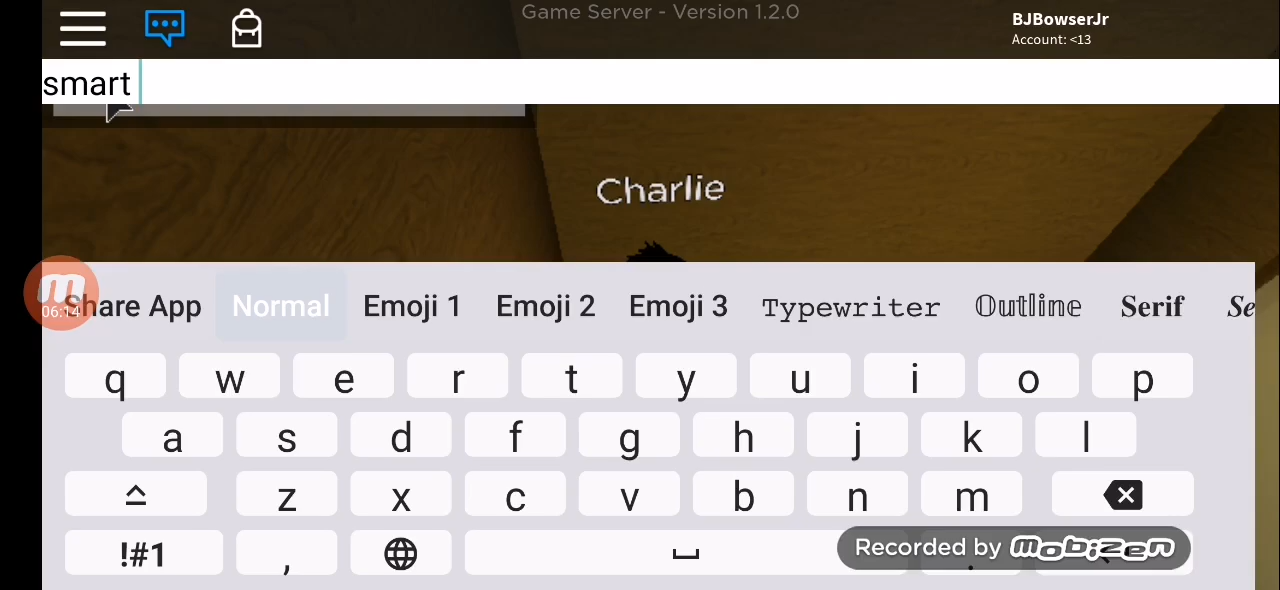 Game Server - Version 1.2.0
BJBowserJr
Account: <13
smart
Charlie
06:14
Share App Normal Emoji 1 Emoji 2 Emoji 3 Typewriter Outline Serif Se
q w e r t y u i o p
a s d f g h j k l
z x c v b n m
!#1 , .
Recorded by mobizen